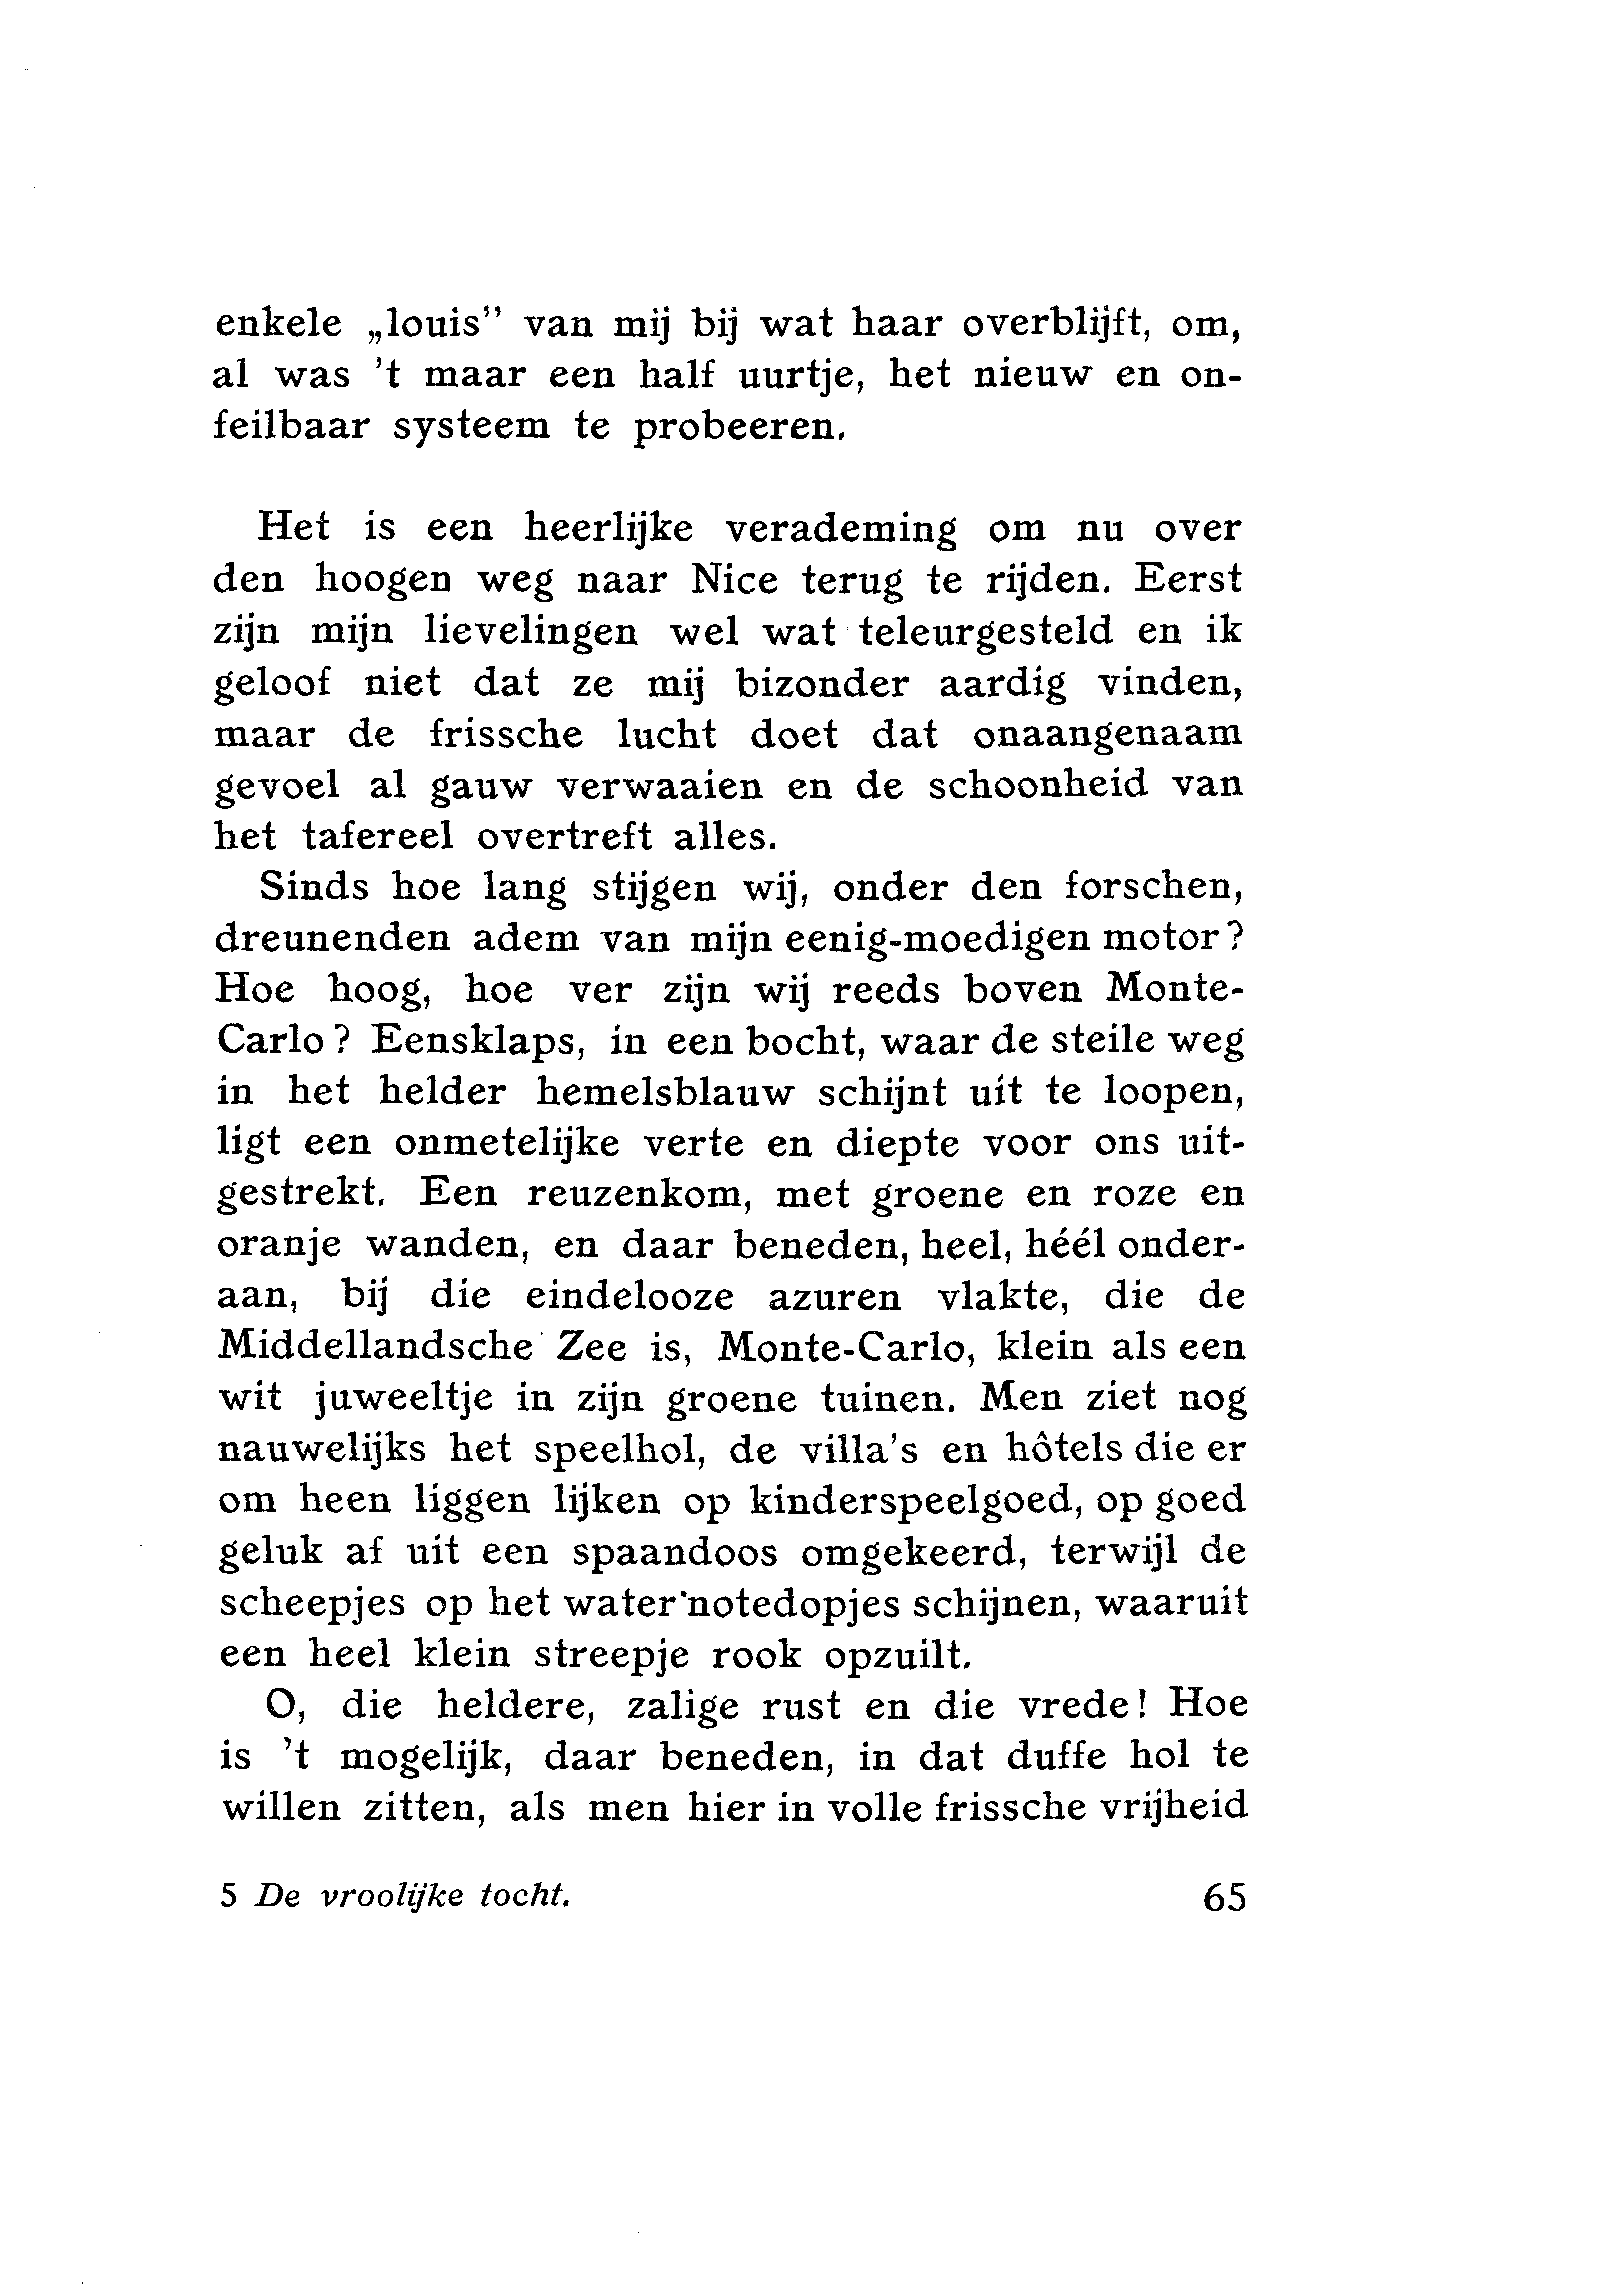 enkele „louis” van mij bij wat haar overblijft, om,
al was 't maar een half uurtje, het nieuw en on-
feilbaar systeem te probeeren.
Het is een heerlijke verademing om nu over
den hoogen weg naar Nice terug te rijden. Eerst
zijn mijn lievelingen wel wat teleurgesteld en ik
geloof niet dat ze mij bizonder aardig vinden,
maar de frissche lucht doet dat onaangenaam
gevoel al gauw verwaaien en de schoonheid van
het tafereel overtreft alles.
Sinds hoe lang stijgen wij, onder den forschen,
dreunenden adem van mijn eenig-moedigen motor?
Hoe hoog, hoe ver zijn wij reeds boven Monte-
Carlo? Eensklaps, in een bocht, waar de steile weg
in het helder hemelsblauw schijnt uit te loopen,
ligt een onmetelijke verte en diepte voor ons uit-
gestrekt. Een reuzenkom, met groene en roze en
oranje wanden, en daar beneden, heel, héél onder-
aan, bij die eindelooze azuren vlakte, die de
Middellandsche Zee is, Monte-Carlo, klein als een
wit juweeltje in zijn groene tuinen. Men ziet nog
nauwelijks het speelhol, de villa's en hôtels die er
om heen liggen lijken op kinderspeelgoed, op goed
geluk af uit een spaandoos omgekeerd, terwijl de
scheepjes op het water notedopjes schijnen, waaruit
een heel klein streepje rook opzuilt.
O, die heldere, zalige rust en die vrede! Hoe
is 't mogelijk, daar beneden, in dat duffe hol te
willen zitten, als men hier in volle frissche vrijheid
5 De vroolijke tocht. 65